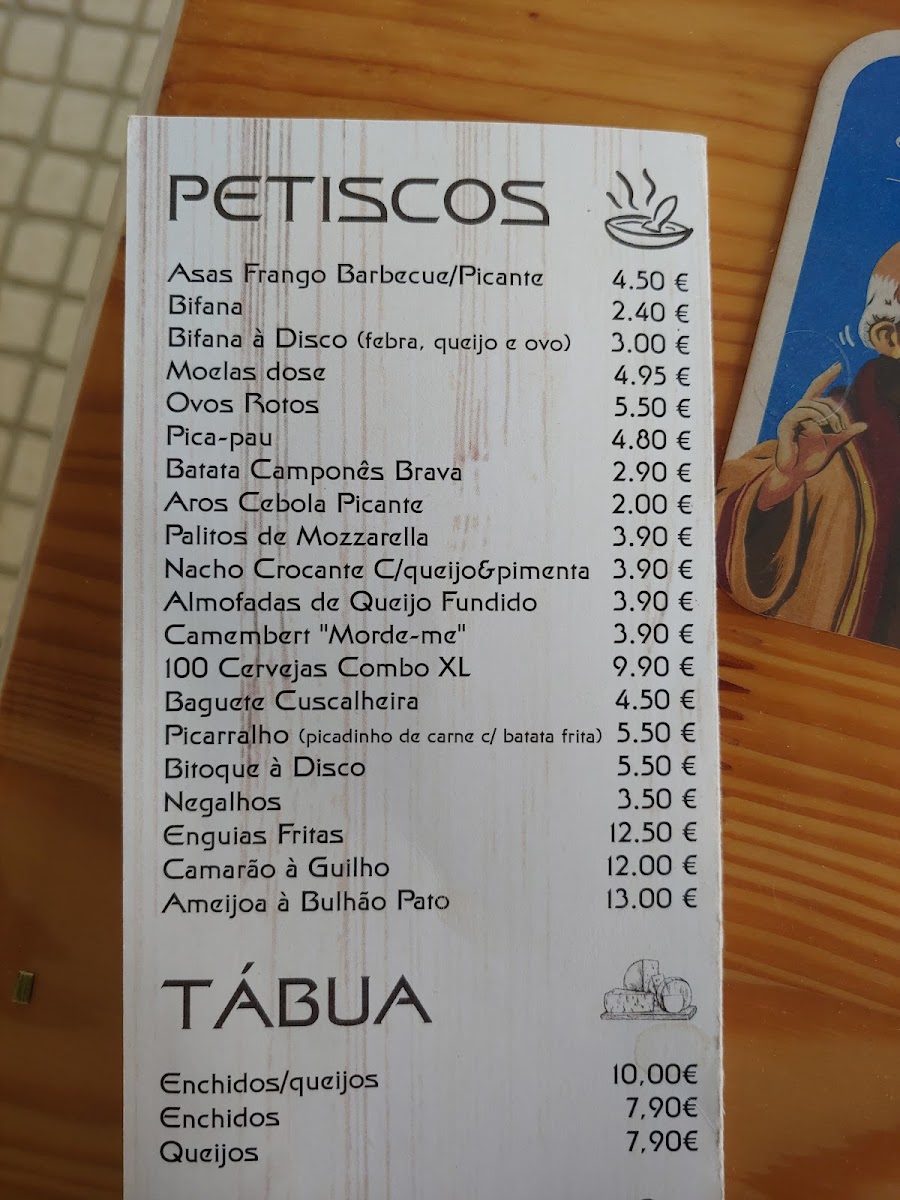 PETISCOS
Asas Frango Barbecue/Picante 4.50 €
Bifana 2.40 €
Bifana à Disco (febra, queijo e ovo) 3.00 €
Moelas dose 4.95 €
Ovos Rotos 5.50 €
Pica-pau 4.80 €
Batata Camponês Brava 2.90 €
Aros Cebola Picante 2.00 €
Palitos de Mozzarella 3.90 €
Nacho Crocante C/queijo&pimenta 3.90 €
Almofadas de Queijo Fundido 3.90 €
Camembert "Morde-me" 3.90 €
100 Cervejas Combo XL 9.90 €
Baguete Cuscalheira 4.50 €
Picarralho (picadinho de carne c/ batata frita) 5.50 €
Bitoque à Disco 5.50 €
Negalhos 3.50 €
Enguias Fritas 12.50 €
Camarão à Guilho 12.00 €
Ameijoa à Bulhão Pato 13.00 €
TÁBUA
Enchidos/queijos 10,00€
Enchidos 7,90€
Queijos 7,90€